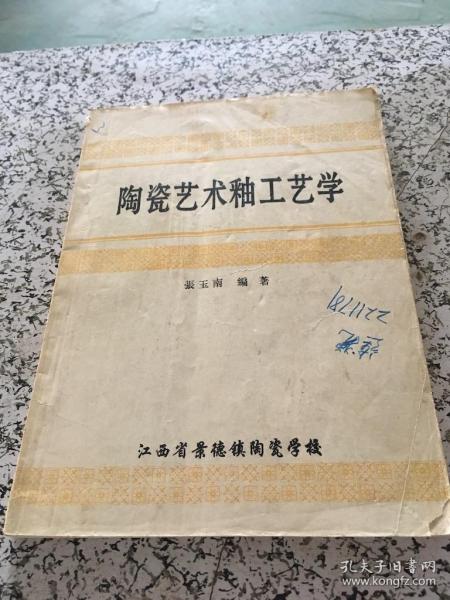 陶瓷艺术釉工艺学
張玉南 编著
江西省景德镇陶瓷学校
孔夫子旧书网
www.kongfz.com